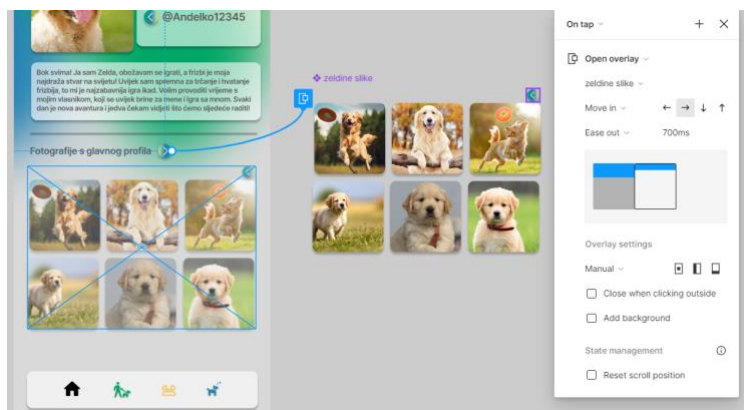 @Andelko12345
Bok svima! Ja sam Zelda, obožavam se igrati, a frizbi je moja
najdraža stvar na svijetu! Uvijek sam spremna za trčanje i hvatanje
frizbija, to mi je najzabavnija igra ikad. Volim provoditi vrijeme s
mojim vlasnikom, koji se uvijek brine za mene i igra sa mnom. Svaki
dan je nova avantura i jedva čekam vidjeti što ćemo sljedeće raditi!
Fotografije s glavnog profila
zeldine slike
On tap
Open overlay
zeldine slike
Move in
Ease out 700ms
Overlay settings
Manual
Close when clicking outside
Add background
State management
Reset scroll position